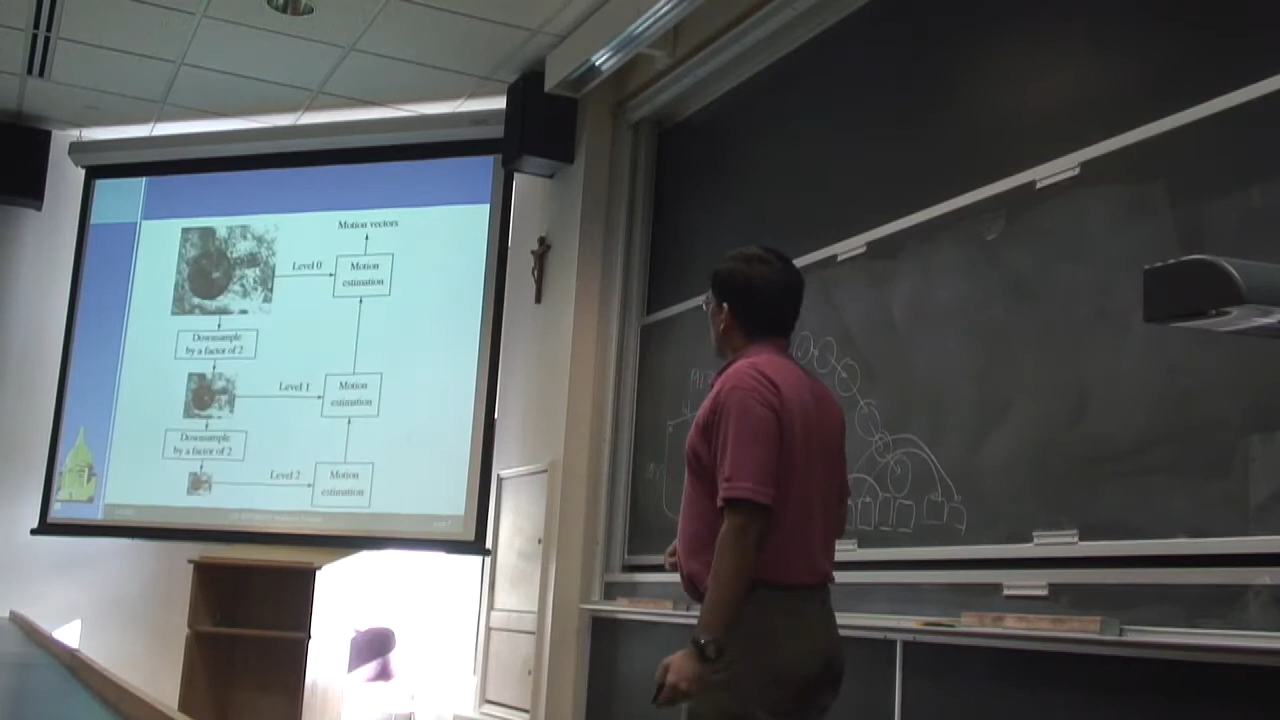 Motion vectors
Level 0
Motion
estimation
Downsample
by a factor of 2
Level 1
Motion
estimation
Downsample
by a factor of 2
Level 2
Motion
estimation